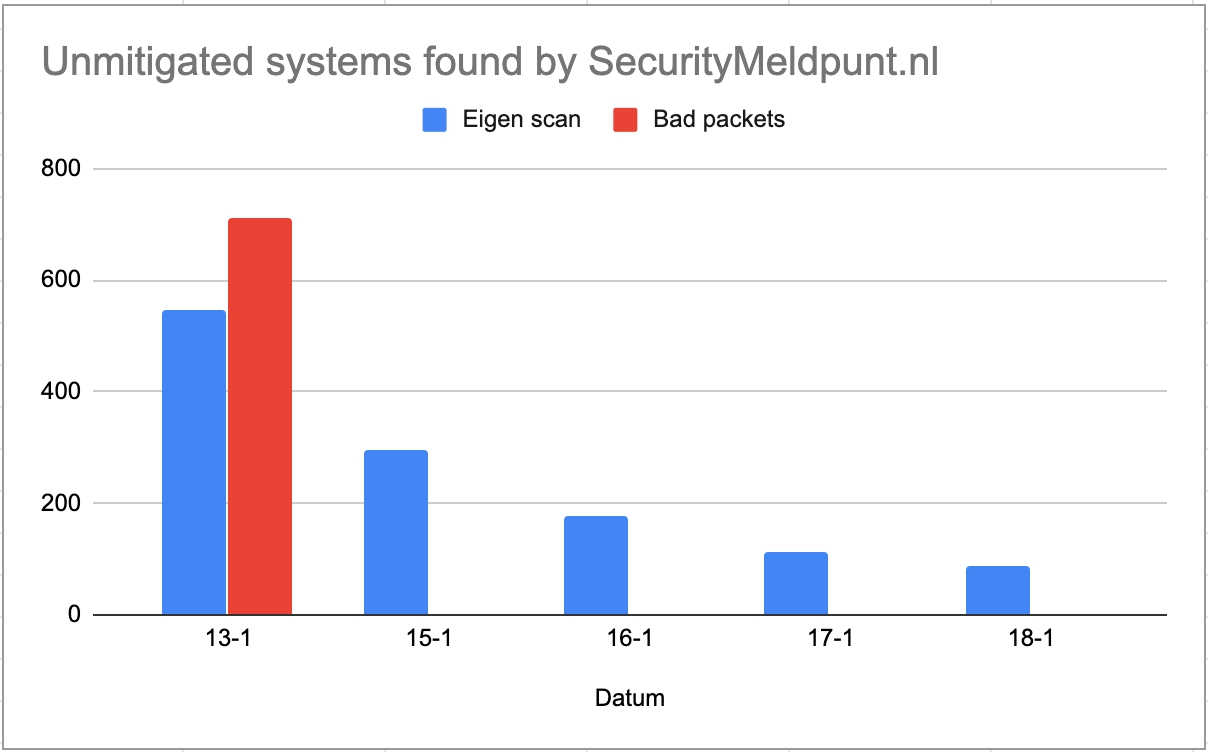 Unmitigated systems found by SecurityMeldpunt.nl
Eigen scan Bad packets
800
600
400
200
0
13-1 15-1 16-1 17-1 18-1
Datum